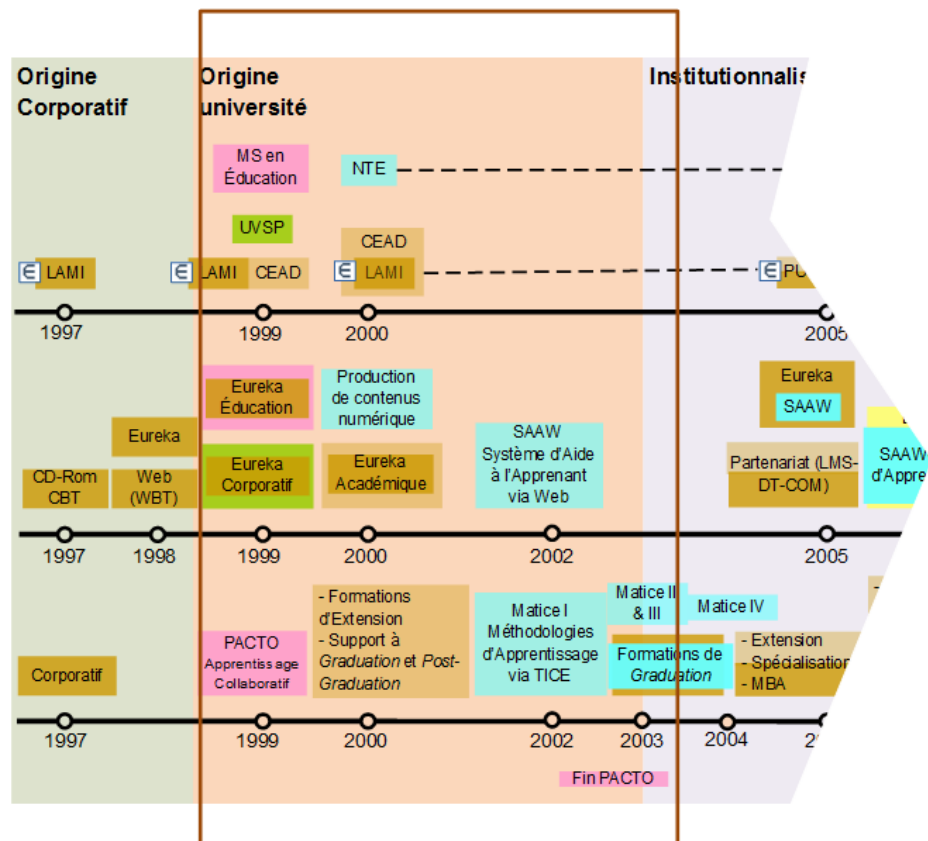 Origine
Corporatif
Origine
université
Institutionnalis
MS en
Éducation
NTE
UVSP
CEAD
∈ LAMI
∈ LAMI CEAD
∈ LAMI
∈ PU
1997
1999
2000
2005
Eureka
Éducation
Production
de contenus
numérique
Eureka
SAAW
Eureka
SAAW
Système d'Aide
à l'Apprenant
via Web
CD-Rom
CBT
Web
(WBT)
Eureka
Corporatif
Eureka
Académique
Partenariat (LMS-
DT-COM)
SAAW
d'Appre
1997
1998
1999
2000
2002
2005
Corporatif
PACTO
Apprentissage
Collaboratif
- Formations
d'Extension
- Support à
Graduation et Post-
Graduation
Matice I
Méthodologies
d'Apprentissage
via TICE
Matice II
& III
Matice IV
Formations de
Graduation
- Extension
- Spécialisation
- MBA
1997
1999
2000
2002
2003
2004
Fin PACTO